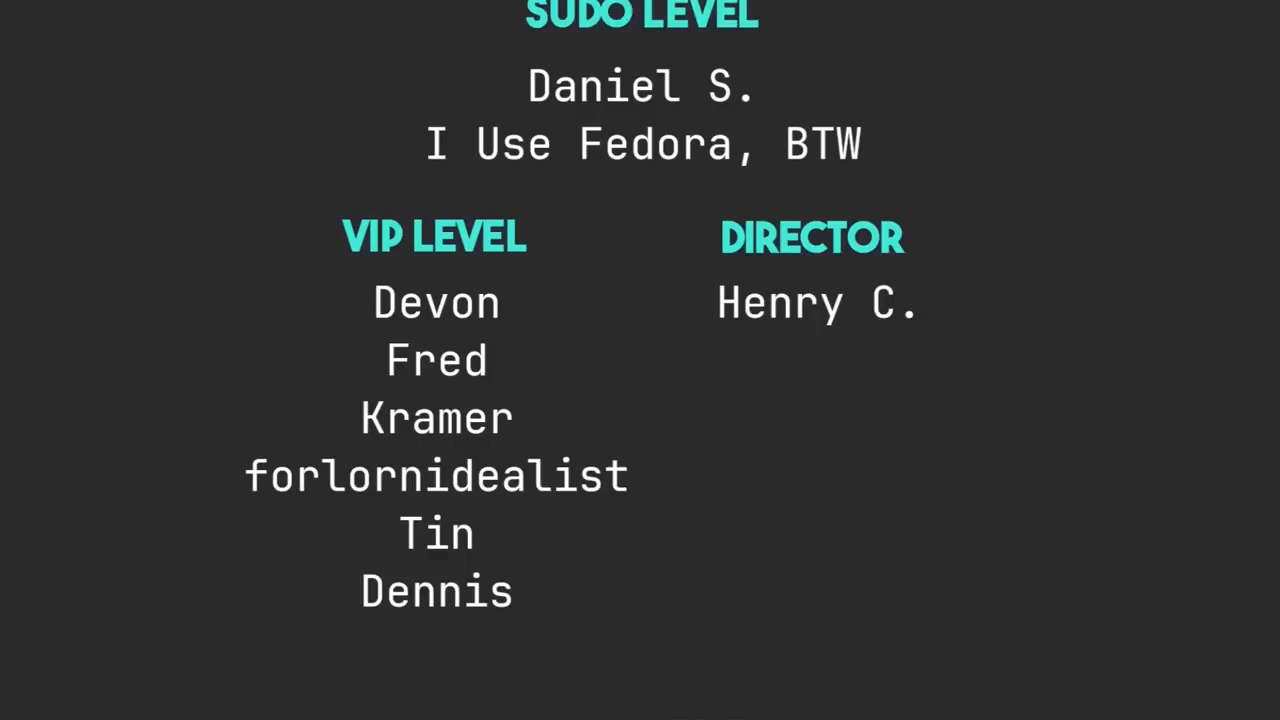 SUDO LEVEL
Daniel S.
I Use Fedora, BTW
VIP LEVEL
Devon
Fred
Kramer
forlornidealist
Tin
Dennis
DIRECTOR
Henry C.